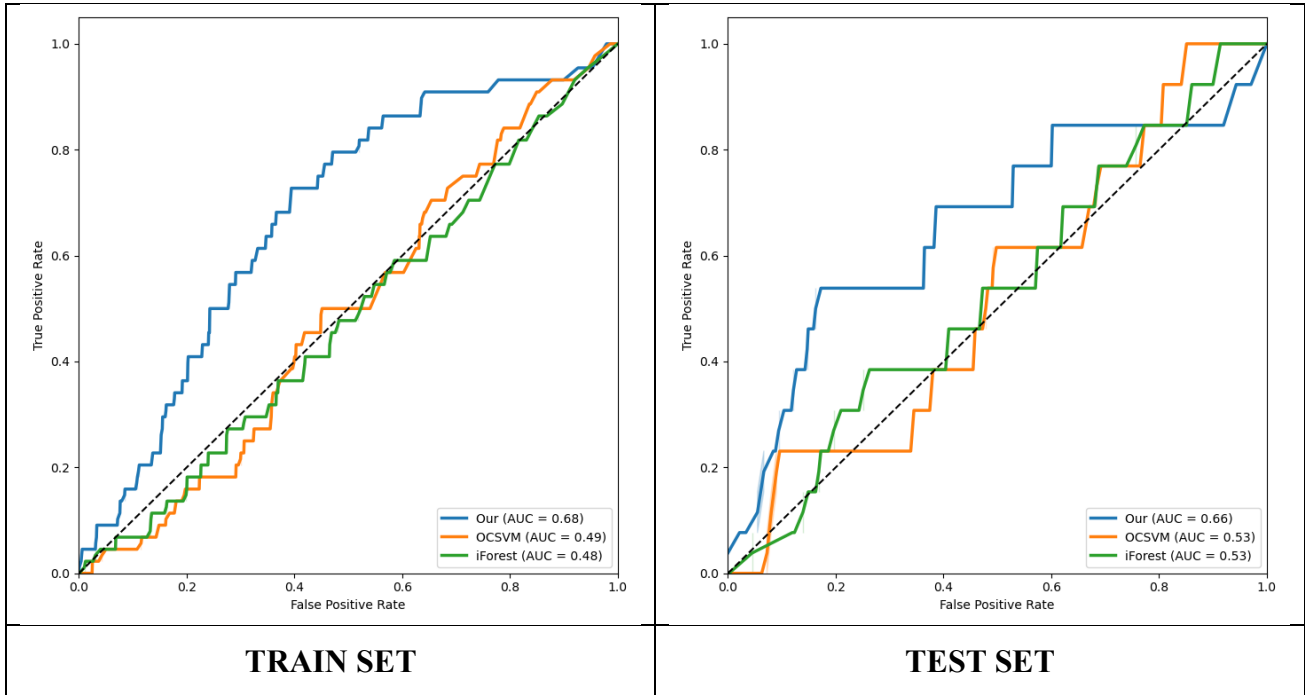 1.0
0.8
0.6
0.4
0.2
0.0
True Positive Rate
0.0 0.2 0.4 0.6 0.8 1.0
False Positive Rate
Our (AUC = 0.68)
OCSVM (AUC = 0.49)
iForest (AUC = 0.48)
TRAIN SET
1.0
0.8
0.6
0.4
0.2
0.0
True Positive Rate
0.0 0.2 0.4 0.6 0.8 1.0
False Positive Rate
Our (AUC = 0.66)
OCSVM (AUC = 0.53)
iForest (AUC = 0.53)
TEST SET